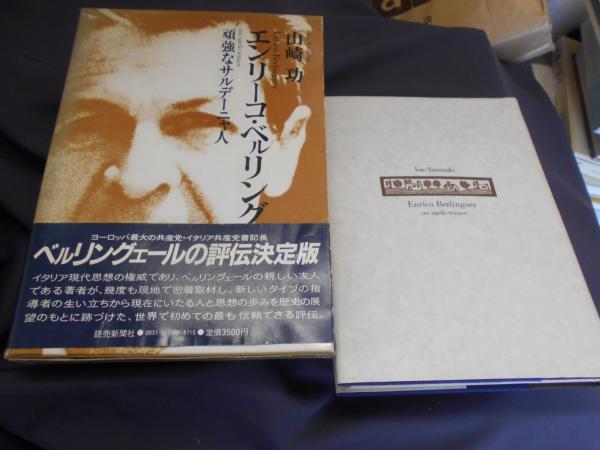 山崎 功
エンリーコ・ベルリング
頑強なサルデーニャ人
ヨーロッパ最大の共産党・イタリア共産党書記長
ベルリングェールの評伝決定版
イタリア現代思想の権威であり、ベルリングェールの親しい友人
である著者が、幾度も現地で密着取材し、新しいタイプの指
導者の生い立ちから現在にいたる人と思想の歩みを歴史の展
望のもとに跡づけた、世界で初めての最も信頼できる評伝。
読売新聞社 ● 定価3500円
Isao Yamazaki
Enrico Berlinguer
un sardo tenace